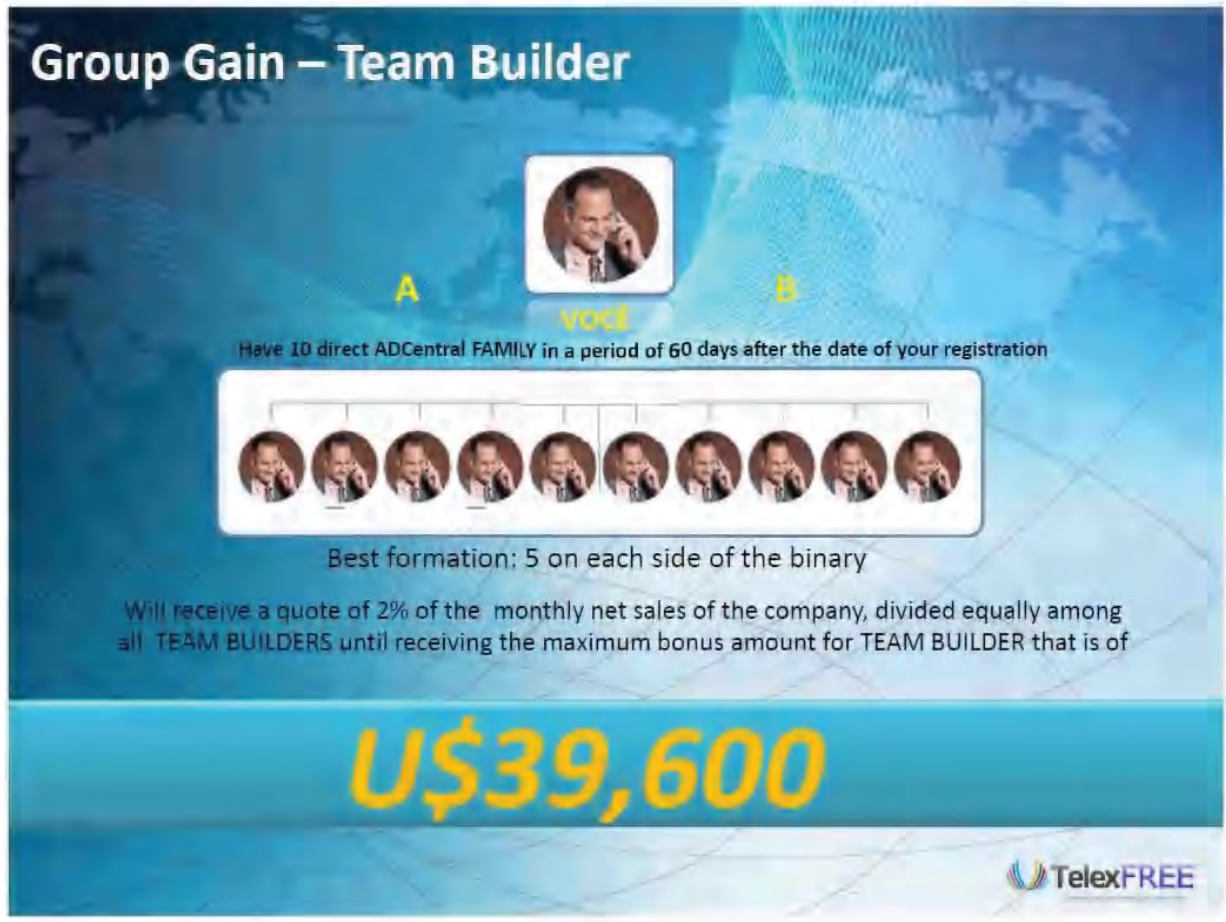 Group Gain – Team Builder
A
B
VOCÊ
Have 10 direct ADCentral FAMILY in a period of 60 days after the date of your registration
Best formation: 5 on each side of the binary
Will receive a quote of 2% of the monthly net sales of the company, divided equally among
all TEAM BUILDERS until receiving the maximum bonus amount for TEAM BUILDER that is of
U$39,600
TelexFREE